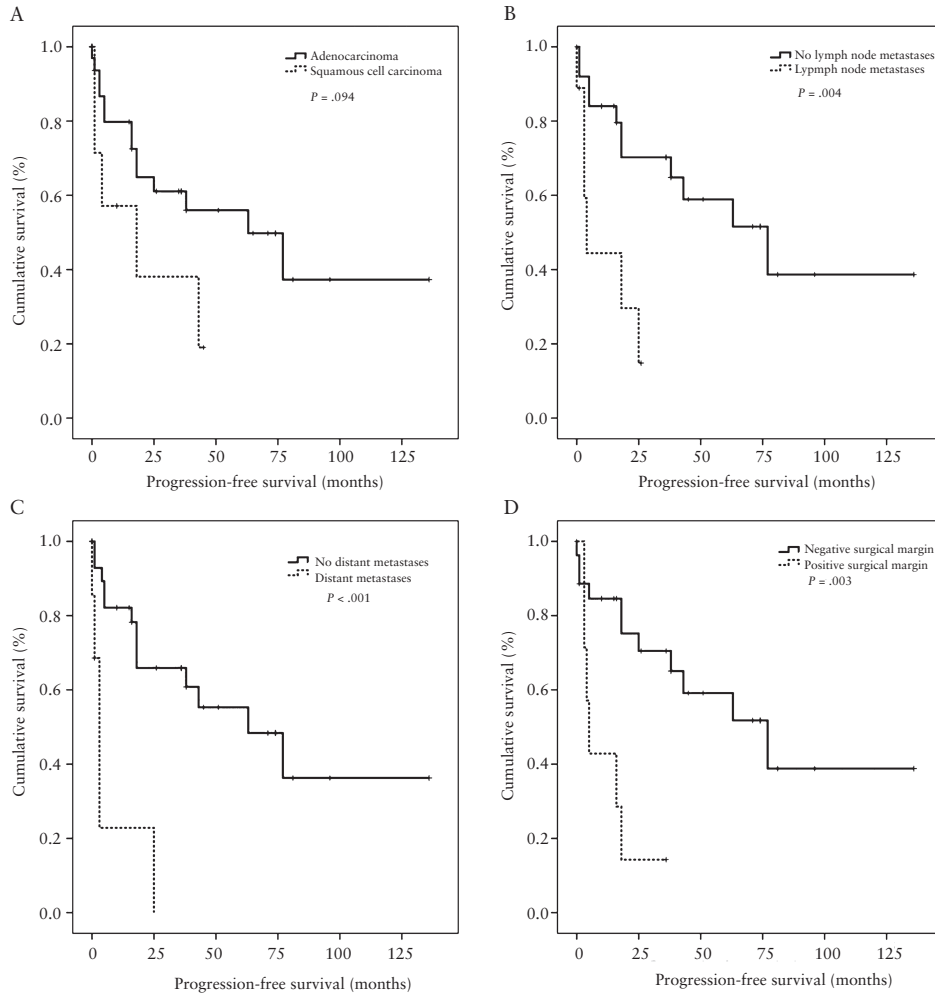 A
1.0
0.8
0.6
0.4
0.2
0.0
Cumulative survival (%)
Adenocarcinoma
Squamous cell carcinoma
P = .094
0 25 50 75 100 125
Progression-free survival (months)
B
1.0
0.8
0.6
0.4
0.2
0.0
Cumulative survival (%)
No lymph node metastases
Lypmph node metastases
P = .004
0 25 50 75 100 125
Progression-free survival (months)
C
1.0
0.8
0.6
0.4
0.2
0.0
Cumulative survival (%)
No distant metastases
Distant metastases
P < .001
0 25 50 75 100 125
Progression-free survival (months)
D
1.0
0.8
0.6
0.4
0.2
0.0
Cumulative survival (%)
Negative surgical margin
Positive surgical margin
P = .003
0 25 50 75 100 125
Progression-free survival (months)